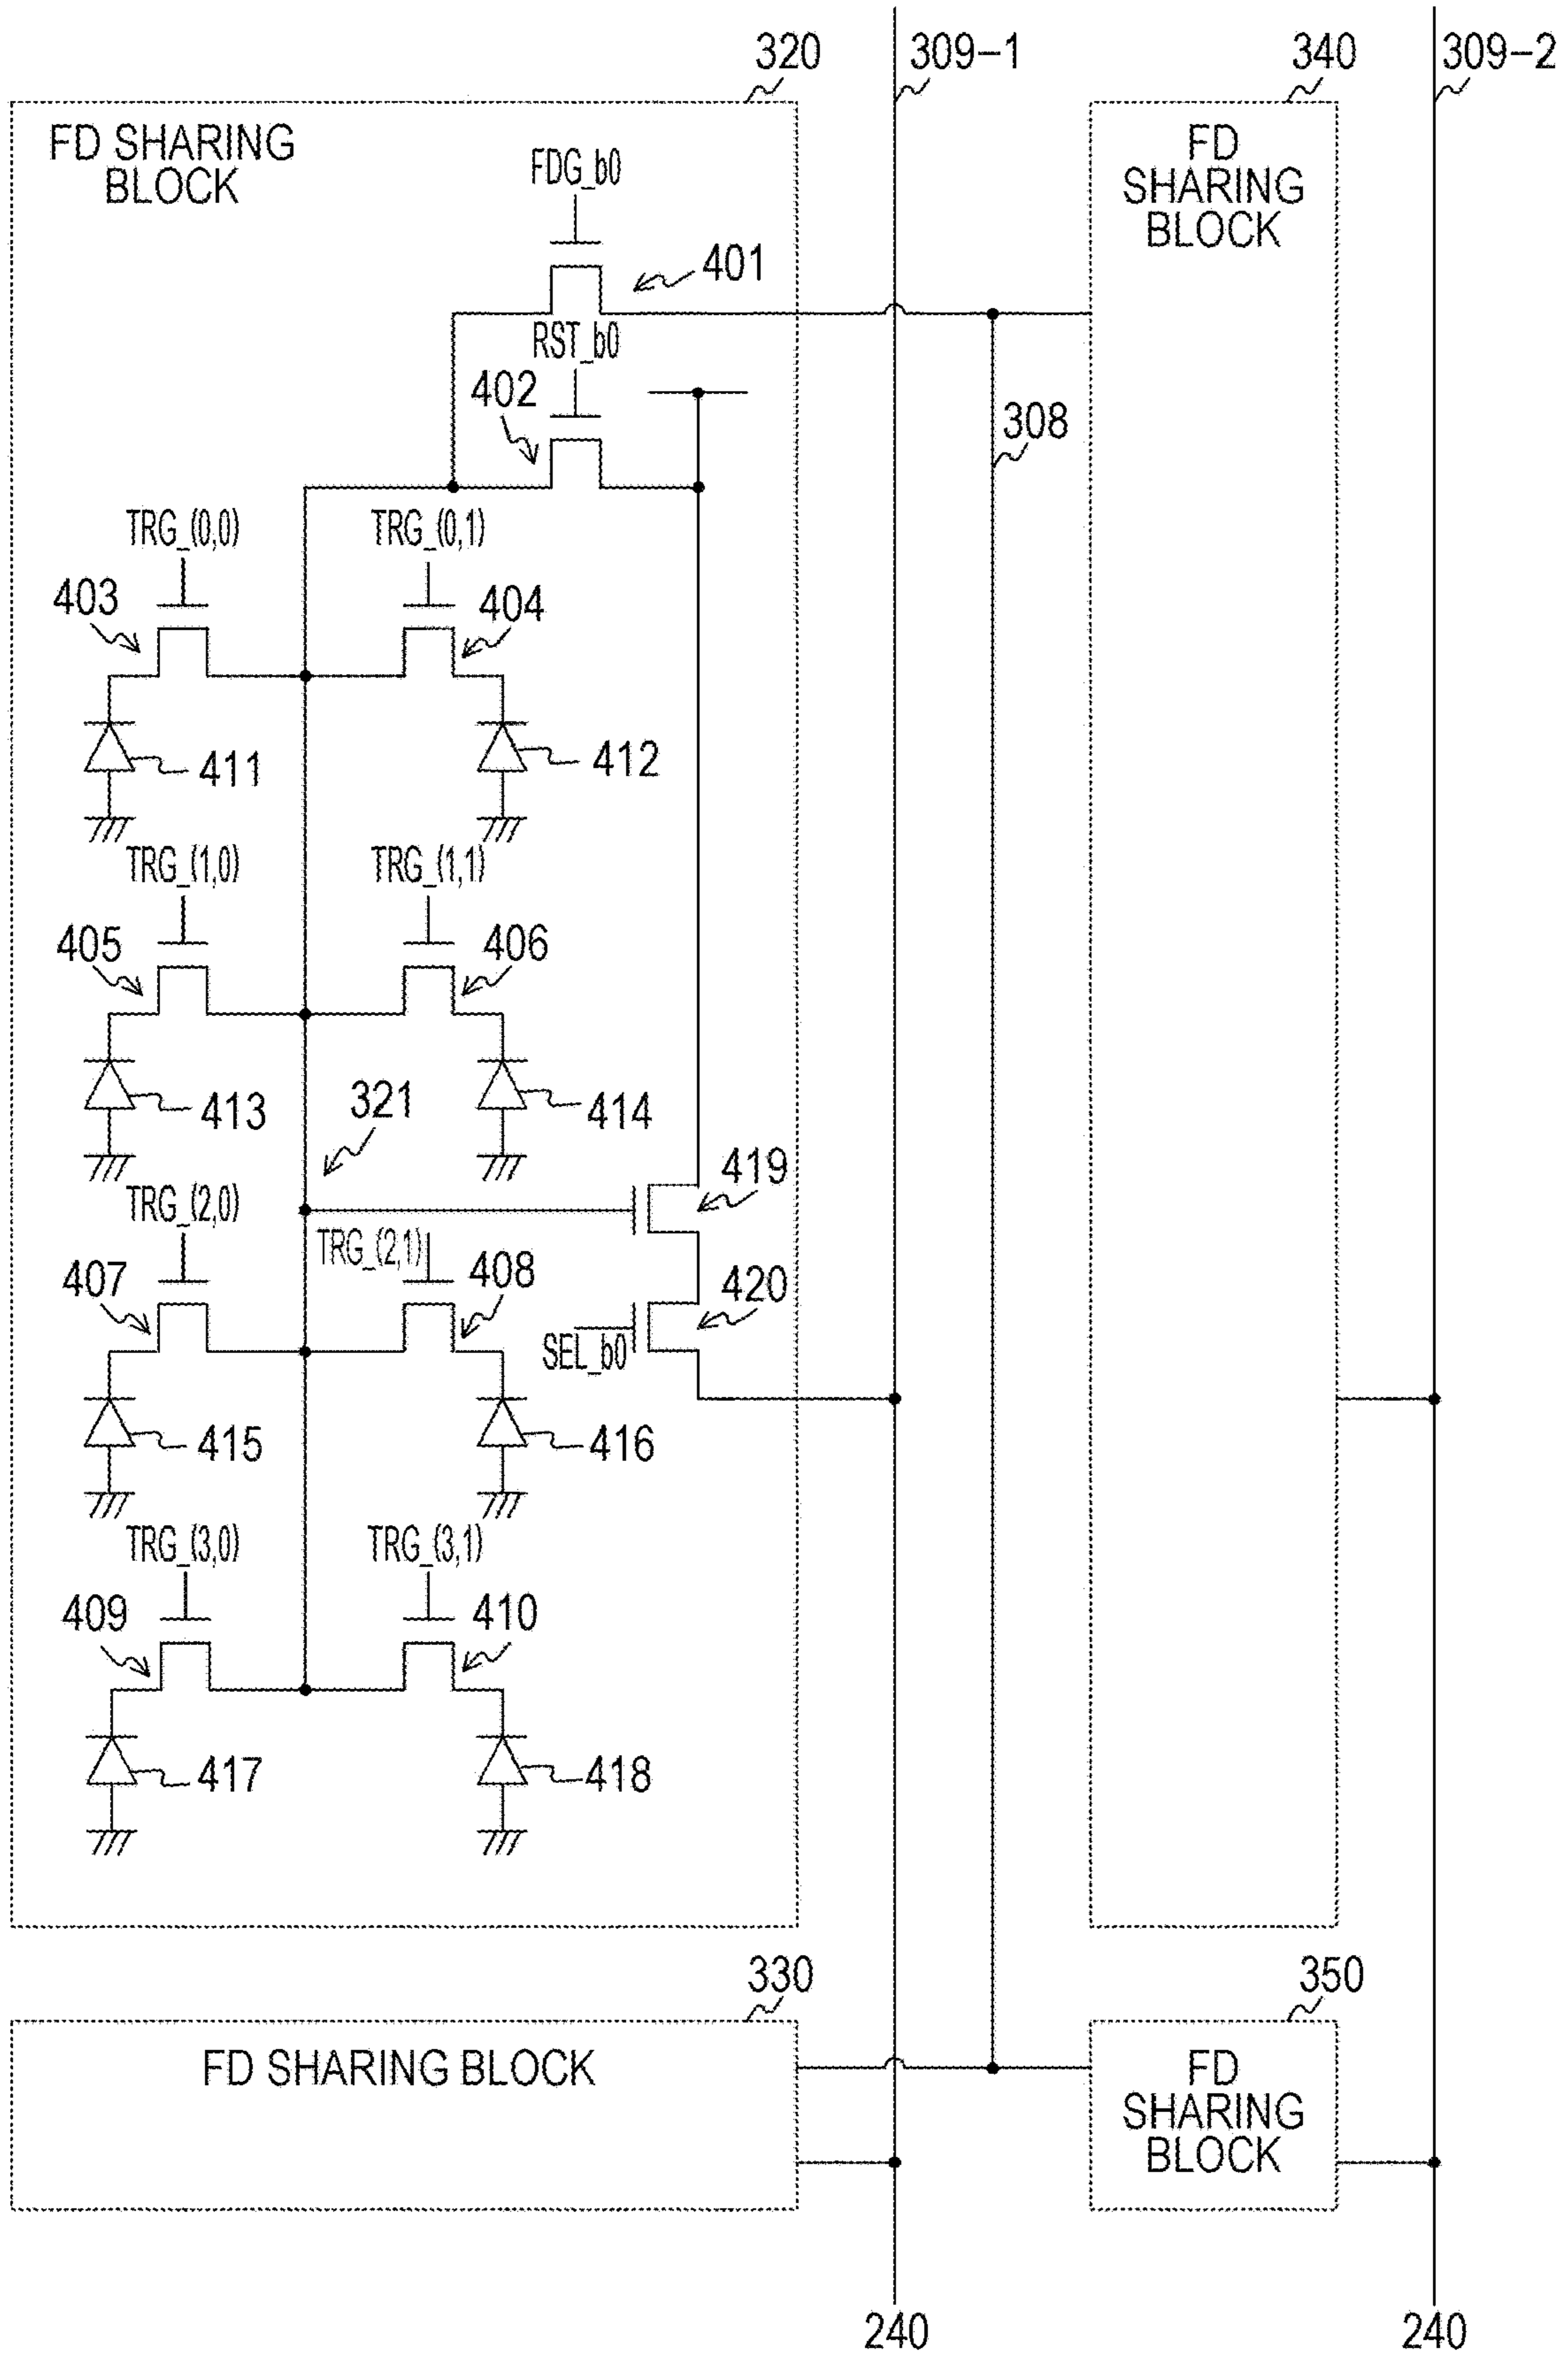 320
309-1
340
309-2
FD SHARING
BLOCK
FD
SHARING
BLOCK
FDG_b0
401
RST_b0
402
308
TRG_(0,0)
TRG_(0,1)
403
404
411
412
TRG_(1,0)
TRG_(1,1)
405
406
413
321
414
419
TRG_(2,0)
TRG_(2,1)
407
408
420
SEL_b0
415
416
TRG_(3,0)
TRG_(3,1)
409
410
417
418
330
350
FD SHARING BLOCK
FD
SHARING
BLOCK
240
240